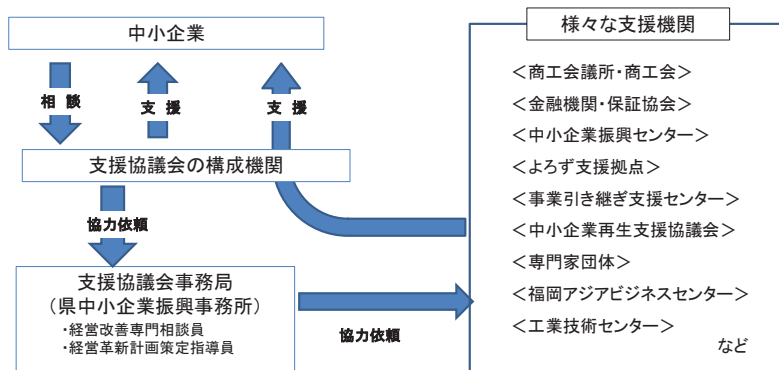 中小企業
相 談
支 援
支 援
支援協議会の構成機関
協力依頼
支援協議会事務局
(県中小企業振興事務所)
・経営改善専門相談員
・経営革新計画策定指導員
協力依頼
様々な支援機関
<商工会議所・商工会>
<金融機関・保証協会>
<中小企業振興センター>
<よろず支援拠点>
<事業引き継ぎ支援センター>
<中小企業再生支援協議会>
<専門家団体>
<福岡アジアビジネスセンター>
<工業技術センター>
など